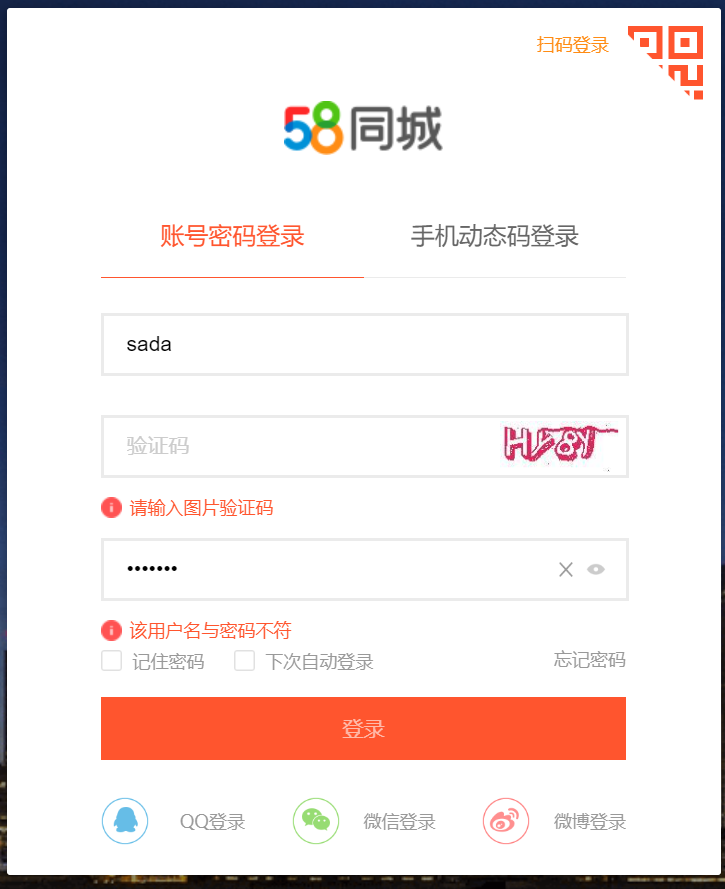 扫码登录
58同城
账号密码登录 手机动态码登录
sada
验证码
请输入图片验证码
•••••••
该用户名与密码不符
记住密码 下次自动登录 忘记密码
登录
QQ登录 微信登录 微博登录